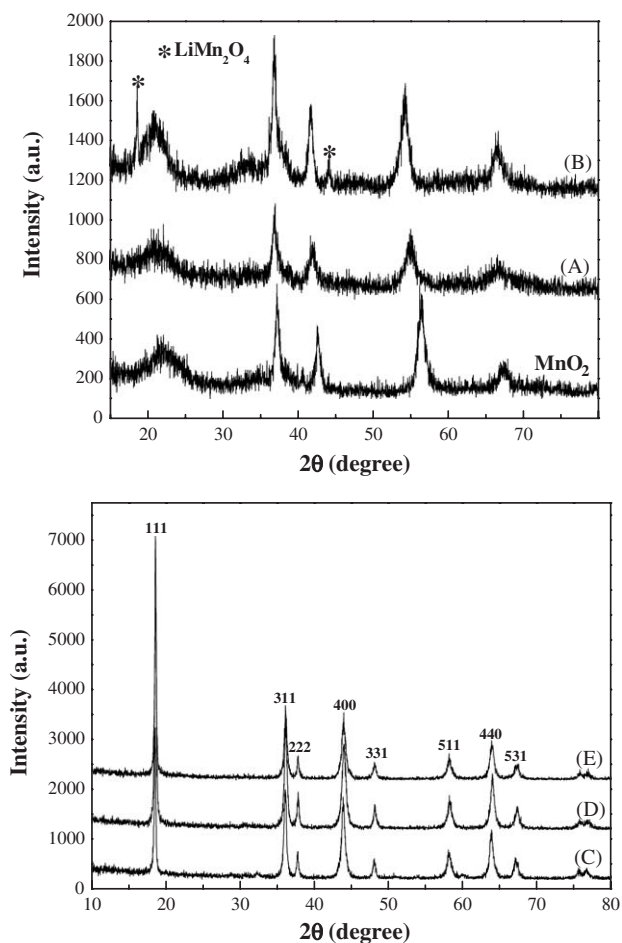 2000
1800
1600
1400
1200
1000
800
600
400
200
0
Intensity (a.u.)
* LiMn₂O₄
*
*
(B)
(A)
MnO₂
20 30 40 50 60 70
2θ (degree)
7000
6000
5000
4000
3000
2200
1200
0
Intensity (a.u.)
111
311
222
400
331
511
440
531
(E)
(D)
(C)
10 20 30 40 50 60 70 80
2θ (degree)